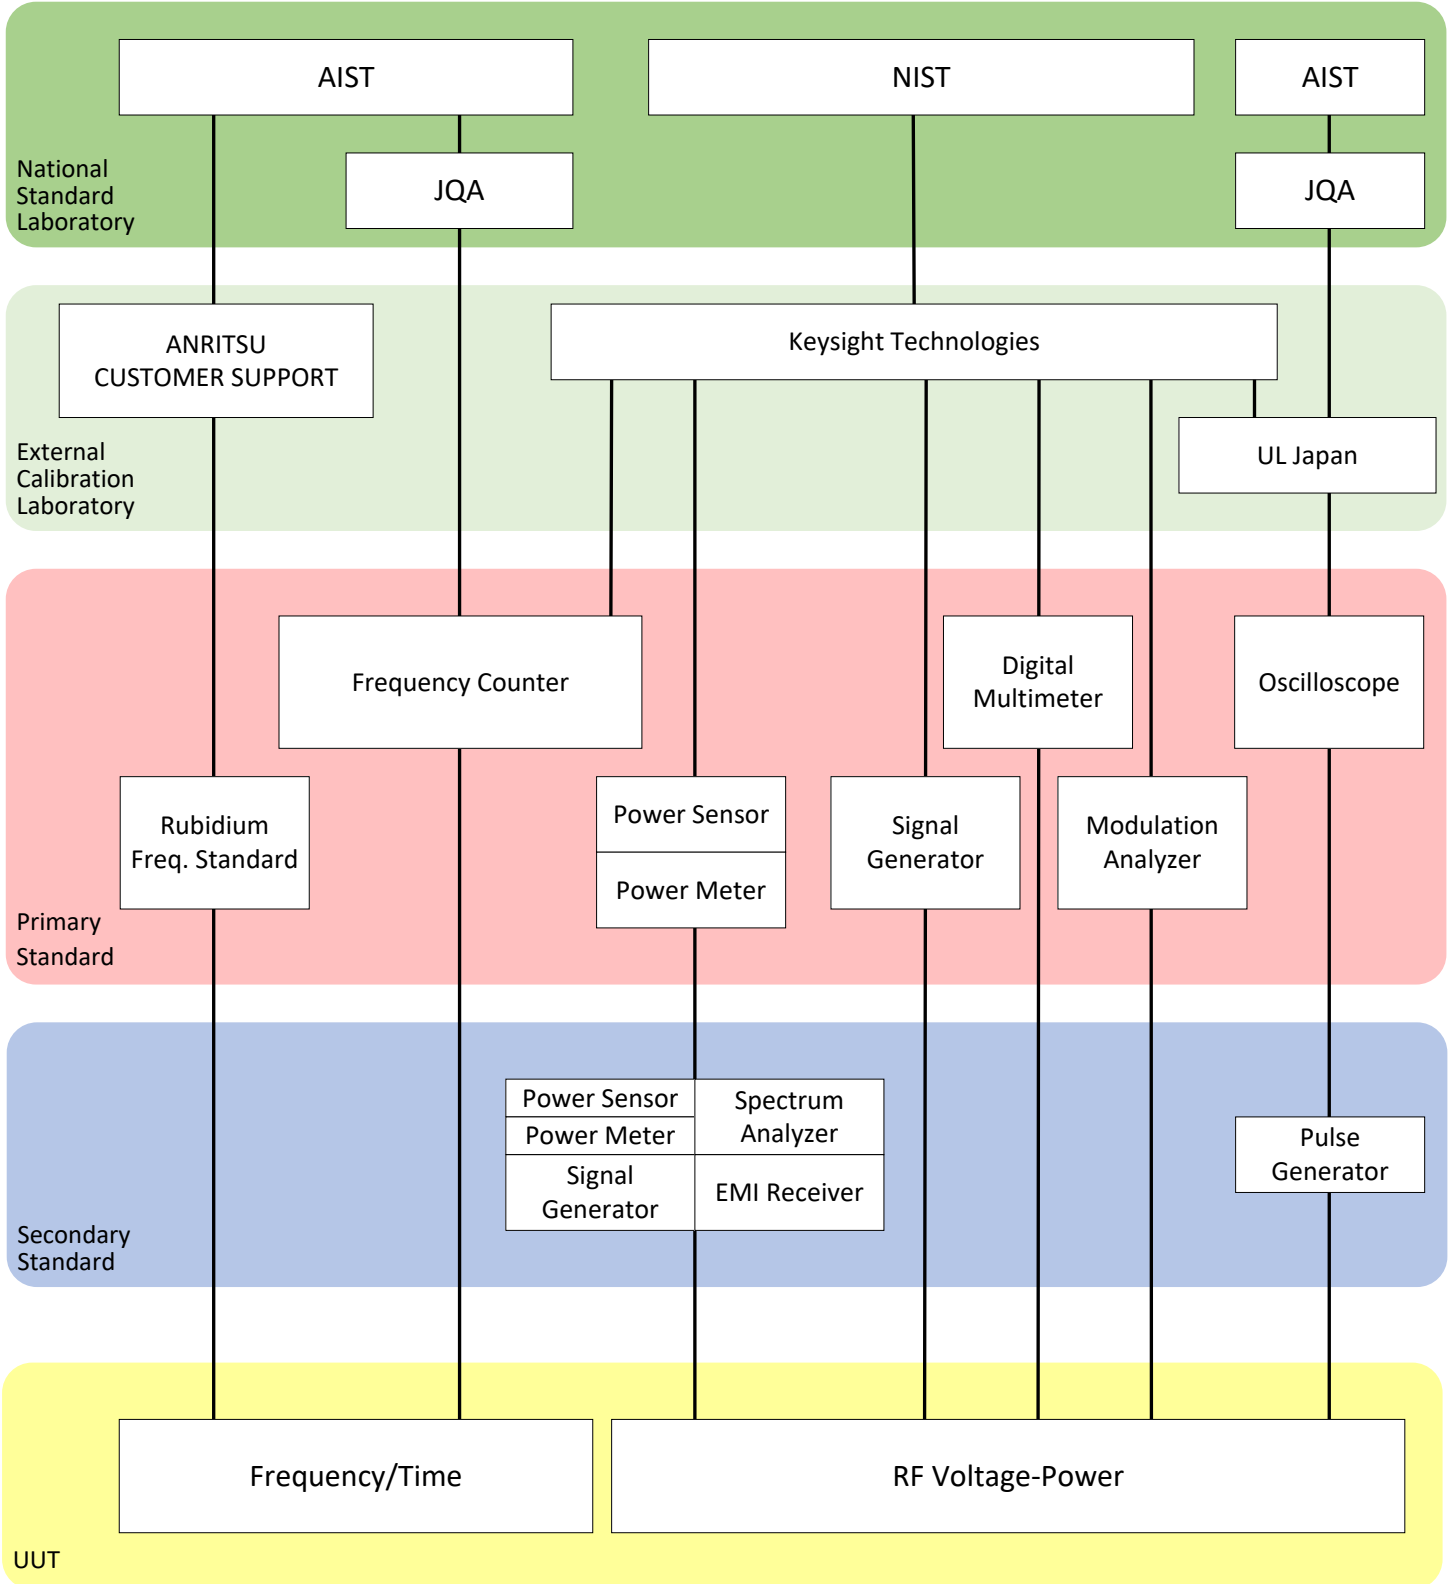 AIST
NIST
AIST
JQA
JQA
National
Standard
Laboratory
ANRITSU
CUSTOMER SUPPORT
Keysight Technologies
UL Japan
External
Calibration
Laboratory
Frequency Counter
Digital
Multimeter
Oscilloscope
Rubidium
Freq. Standard
Power Sensor
Power Meter
Signal
Generator
Modulation
Analyzer
Primary
Standard
Power Sensor
Power Meter
Signal
Generator
Spectrum
Analyzer
EMI Receiver
Pulse
Generator
Secondary
Standard
Frequency/Time
RF Voltage-Power
UUT